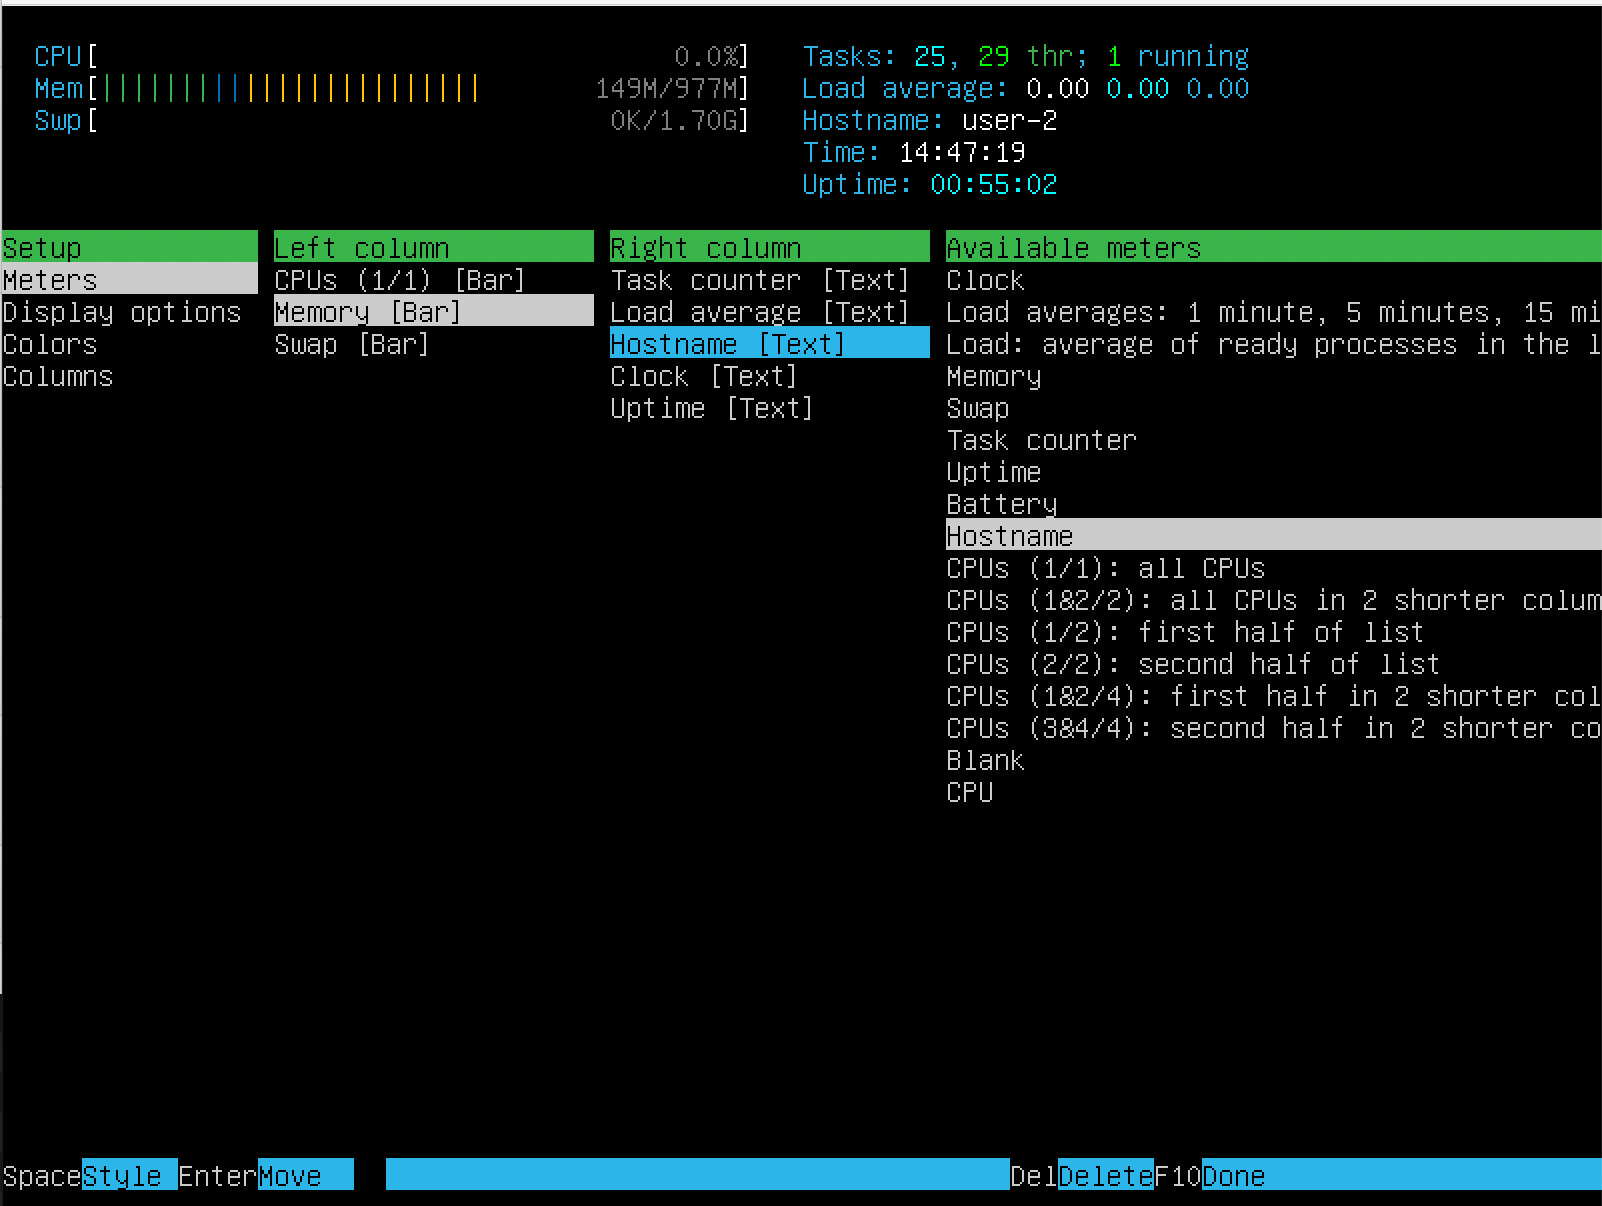 CPU[ 0.0%]
Mem[||||||||||||||||||||||| 149M/977M]
Swp[ 0K/1.70G]
Tasks: 25, 29 thr; 1 running
Load average: 0.00 0.00 0.00
Hostname: user-2
Time: 14:47:19
Uptime: 00:55:02
Setup
Meters
Display options
Colors
Columns
Left column
CPUs (1/1) [Bar]
Memory [Bar]
Swap [Bar]
Right column
Task counter [Text]
Load average [Text]
Hostname [Text]
Clock [Text]
Uptime [Text]
Available meters
Clock
Load averages: 1 minute, 5 minutes, 15 mi
Load: average of ready processes in the l
Memory
Swap
Task counter
Uptime
Battery
Hostname
CPUs (1/1): all CPUs
CPUs (1&2/2): all CPUs in 2 shorter colum
CPUs (1/2): first half of list
CPUs (2/2): second half of list
CPUs (1&2/4): first half in 2 shorter col
CPUs (3&4/4): second half in 2 shorter co
Blank
CPU
SpaceStyle EnterMove DelDeleteF10Done